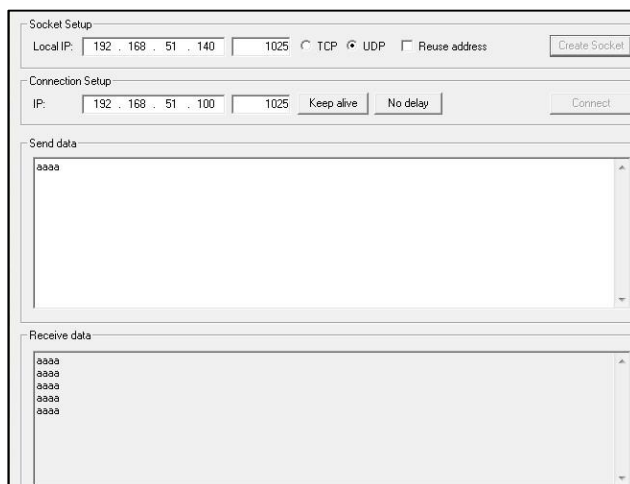 Socket Setup
Local IP: 192 . 168 . 51 . 140 1025 TCP UDP Reuse address Create Socket
Connection Setup
IP: 192 . 168 . 51 . 100 1025 Keep alive No delay Connect
Send data
aaaa
Receive data
aaaa
aaaa
aaaa
aaaa
aaaa